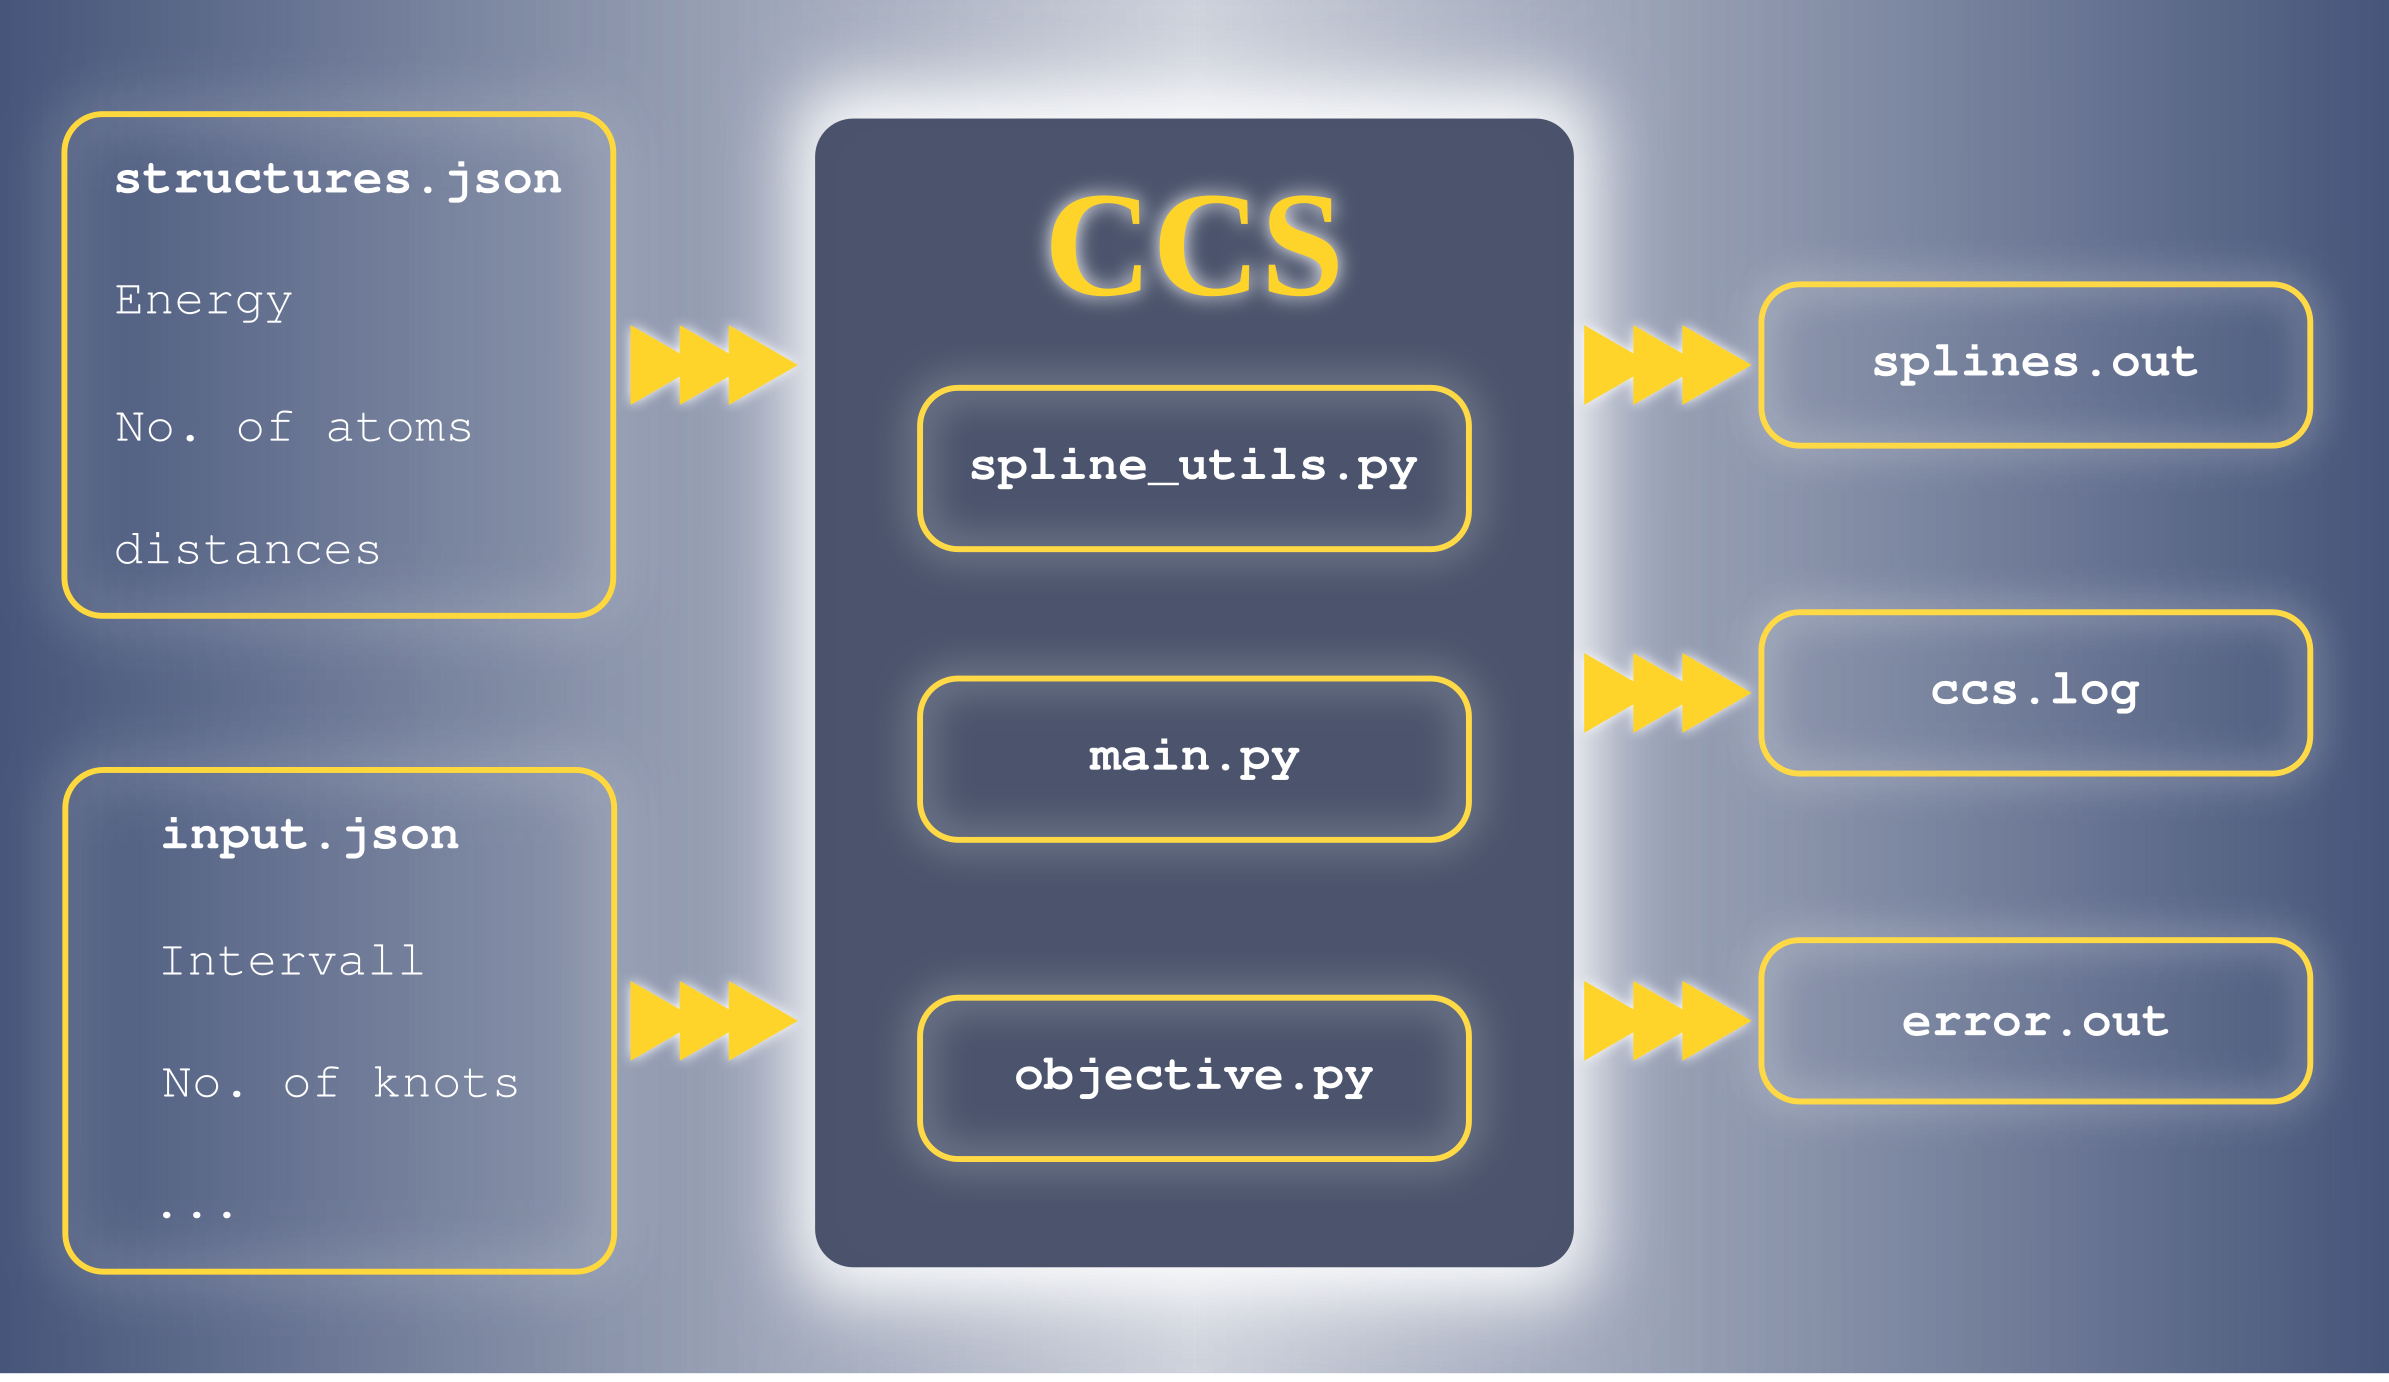 structures.json
Energy
No. of atoms
distances
input.json
Intervall
No. of knots
...
CCS
spline_utils.py
main.py
objective.py
splines.out
ccs.log
error.out